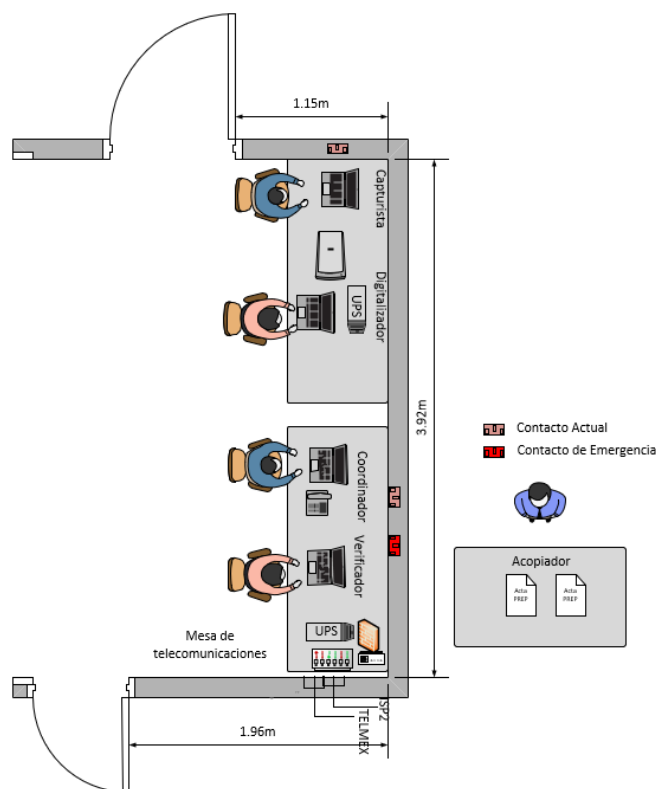 1.15m
Capturista
Digitalizador
UPS
3.92m
Contacto Actual
Contacto de Emergencia
Coordinador
Verificador
Acopiador
Acta
PREP
Acta
PREP
UPS
Mesa de
telecomunicaciones
ISP2
TELMEX
1.96m